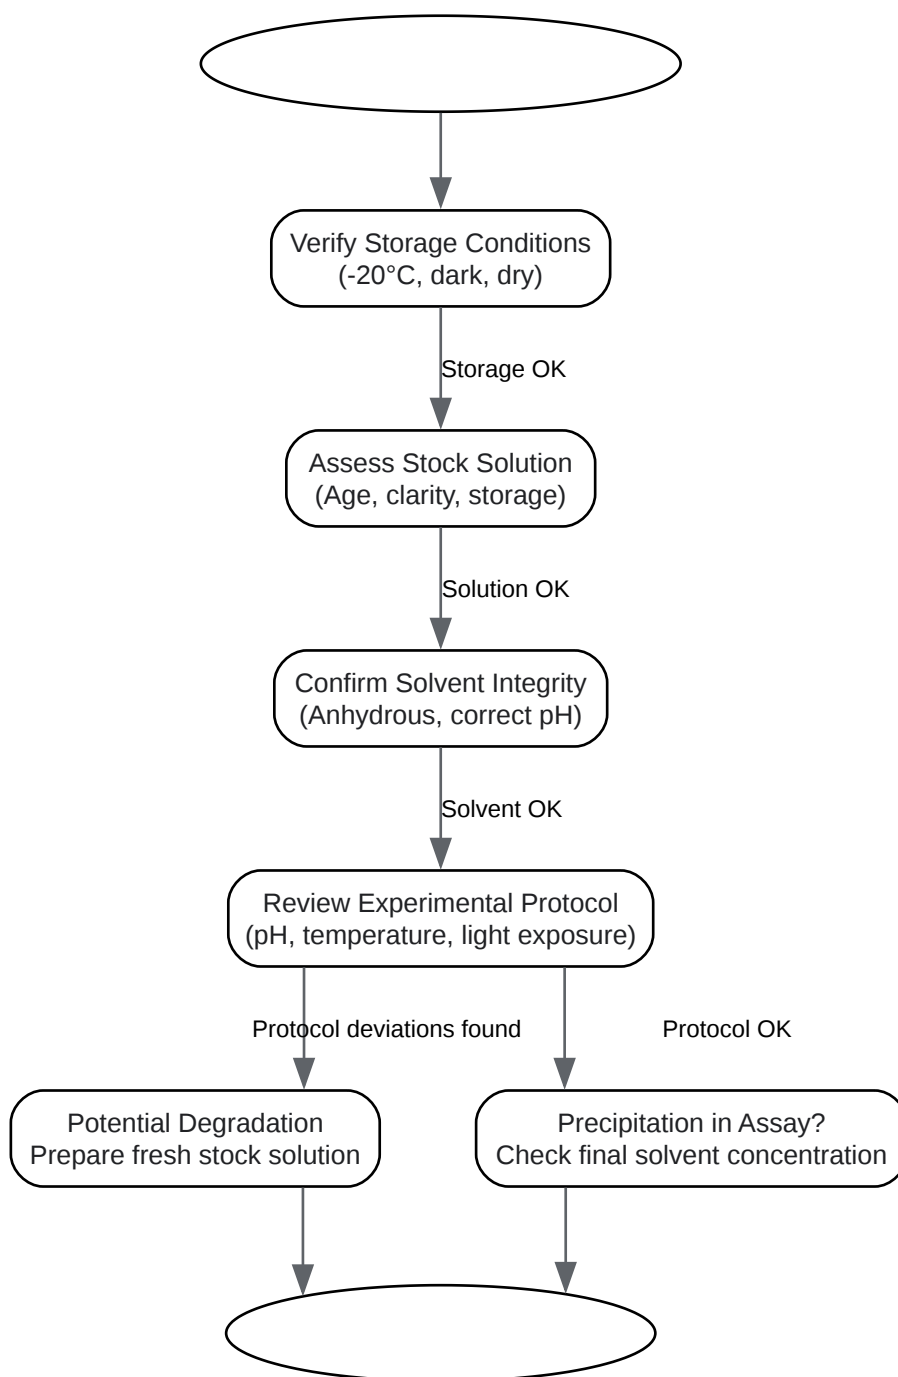 Verify Storage Conditions
(-20°C, dark, dry)
Storage OK
Assess Stock Solution
(Age, clarity, storage)
Solution OK
Confirm Solvent Integrity
(Anhydrous, correct pH)
Solvent OK
Review Experimental Protocol
(pH, temperature, light exposure)
Protocol deviations found
Protocol OK
Potential Degradation
Prepare fresh stock solution
Precipitation in Assay?
Check final solvent concentration